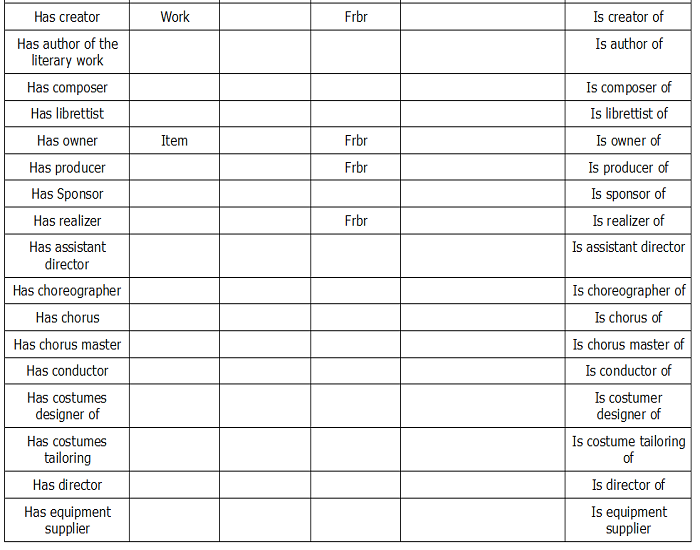 Has creator Work Frbr Is creator of
Has author of the Is author of
literary work
Has composer Is composer of
Has librettist Is librettist of
Has owner Item Frbr Is owner of
Has producer Frbr Is producer of
Has Sponsor Is sponsor of
Has realizer Frbr Is realizer of
Has assistant Is assistant director
director
Has choreographer Is choreographer of
Has chorus Is chorus of
Has chorus master Is chorus master of
Has conductor Is conductor of
Has costumes Is costumer
designer of designer of
Has costumes Is costume tailoring
tailoring of
Has director Is director of
Has equipment Is equipment
supplier supplier